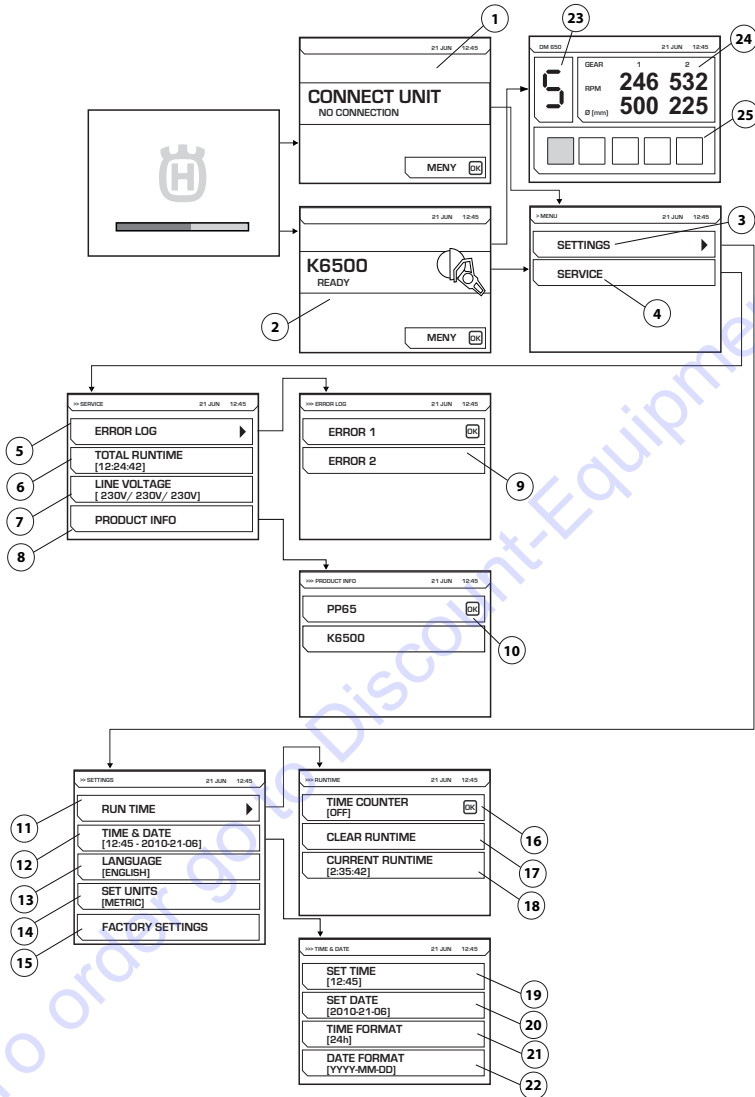 1
21 JUN 12:45
CONNECT UNIT
NO CONNECTION
MENY OK
23
DM 650 21 JUN 12:45
24
GEAR 1 2
RPM 246 532
Ø (mm) 500 225
S
25
H
21 JUN 12:45
K6500
READY
MENY OK
2
> MENU 21 JUN 12:45
SETTINGS
3
SERVICE
4
>> SERVICE 21 JUN 12:45
ERROR LOG
5
TOTAL RUNTIME
[12:24:42]
6
LINE VOLTAGE
[ 230V/ 230V/ 230V]
7
PRODUCT INFO
8
>>> ERROR LOG 21 JUN 12:45
ERROR 1 OK
ERROR 2
9
>>> PRODUCT INFO 21 JUN 12:45
PP65 OK
K6500
10
>> SETTINGS 21 JUN 12:45
RUN TIME
11
TIME & DATE
[12:45 - 2010-21-06]
12
LANGUAGE
[ENGLISH]
13
SET UNITS
[METRIC]
14
FACTORY SETTINGS
15
>>> RUNTIME 21 JUN 12:45
TIME COUNTER
[OFF] OK
16
CLEAR RUNTIME
17
CURRENT RUNTIME
[2:35:42]
18
>>> TIME & DATE 21 JUN 12:45
SET TIME
[12:45]
19
SET DATE
[2010-21-06]
20
TIME FORMAT
[24h]
21
DATE FORMAT
[YYYY-MM-DD]
22
To order go to Discount-Equipmen